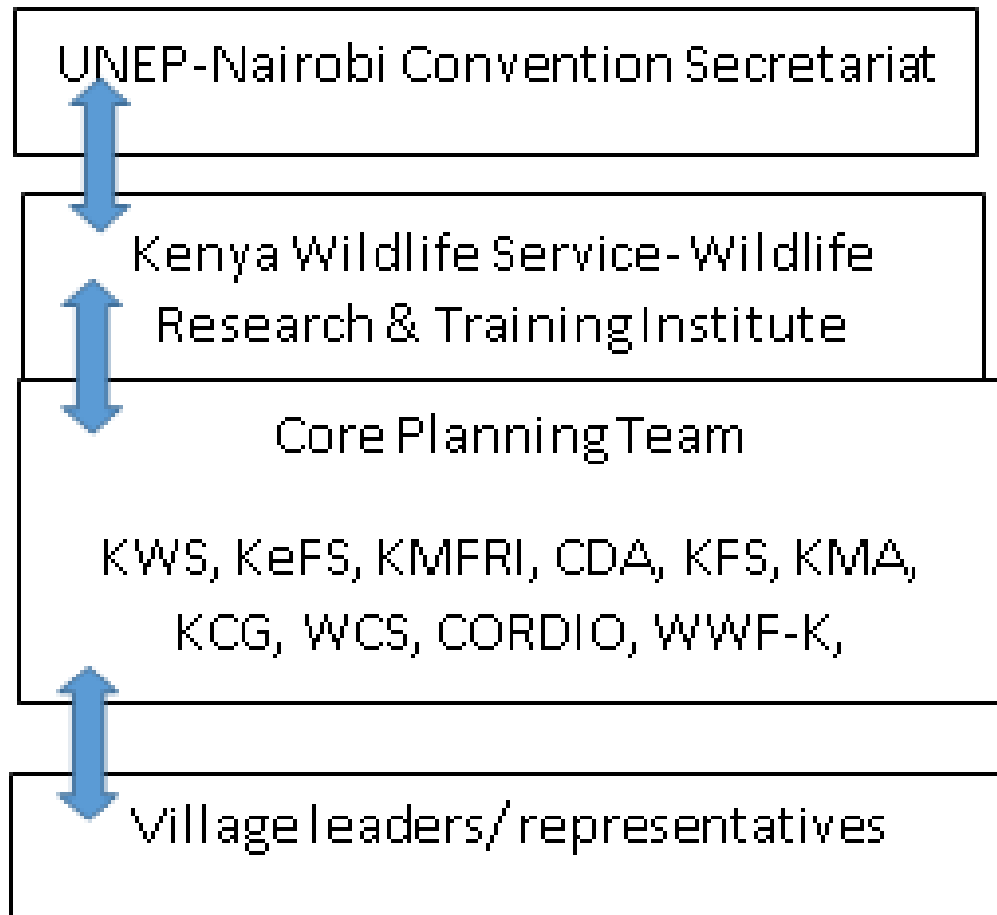 UNEP-Nairobi Convention Secretariat
Kenya Wildlife Service- Wildlife
Research & Training Institute
Core Planning Team
KWS, KeFS, KMFRI, CDA, KFS, KMA,
KCG, WCS, CORDIO, WWF-K,
Village leaders/ representatives